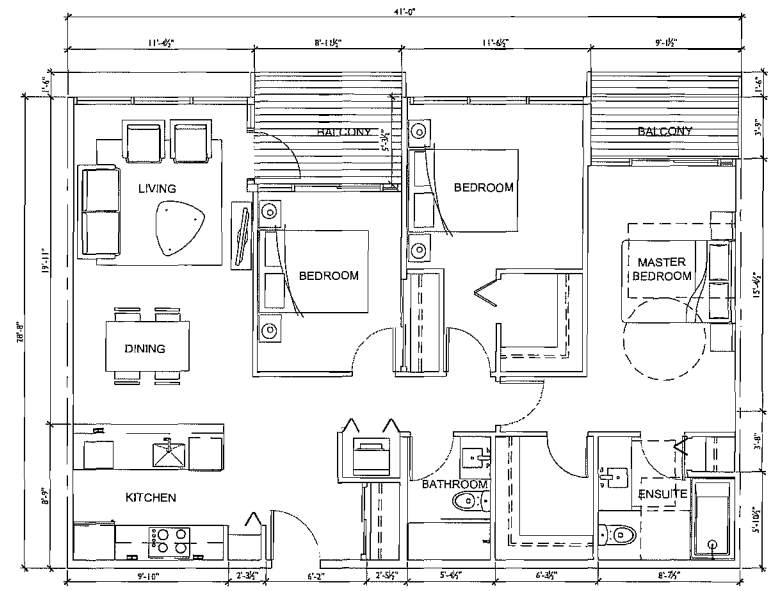 41'-0"
11'-4½" 8'-11½" 11'-6½" 9'-1½"
1'-6" 1'-6"
BALCONY BALCONY
5'-3½" 3'-9"
LIVING BEDROOM
BEDROOM MASTER
BEDROOM
19'-11" 15'-4½"
28'-8"
DINING
3'-8"
BATHROOM
KITCHEN ENSUITE
8'-9" 5'-10½"
9'-10" 2'-3½" 6'-2" 2'-5½" 5'-4½" 6'-3½" 8'-7½"